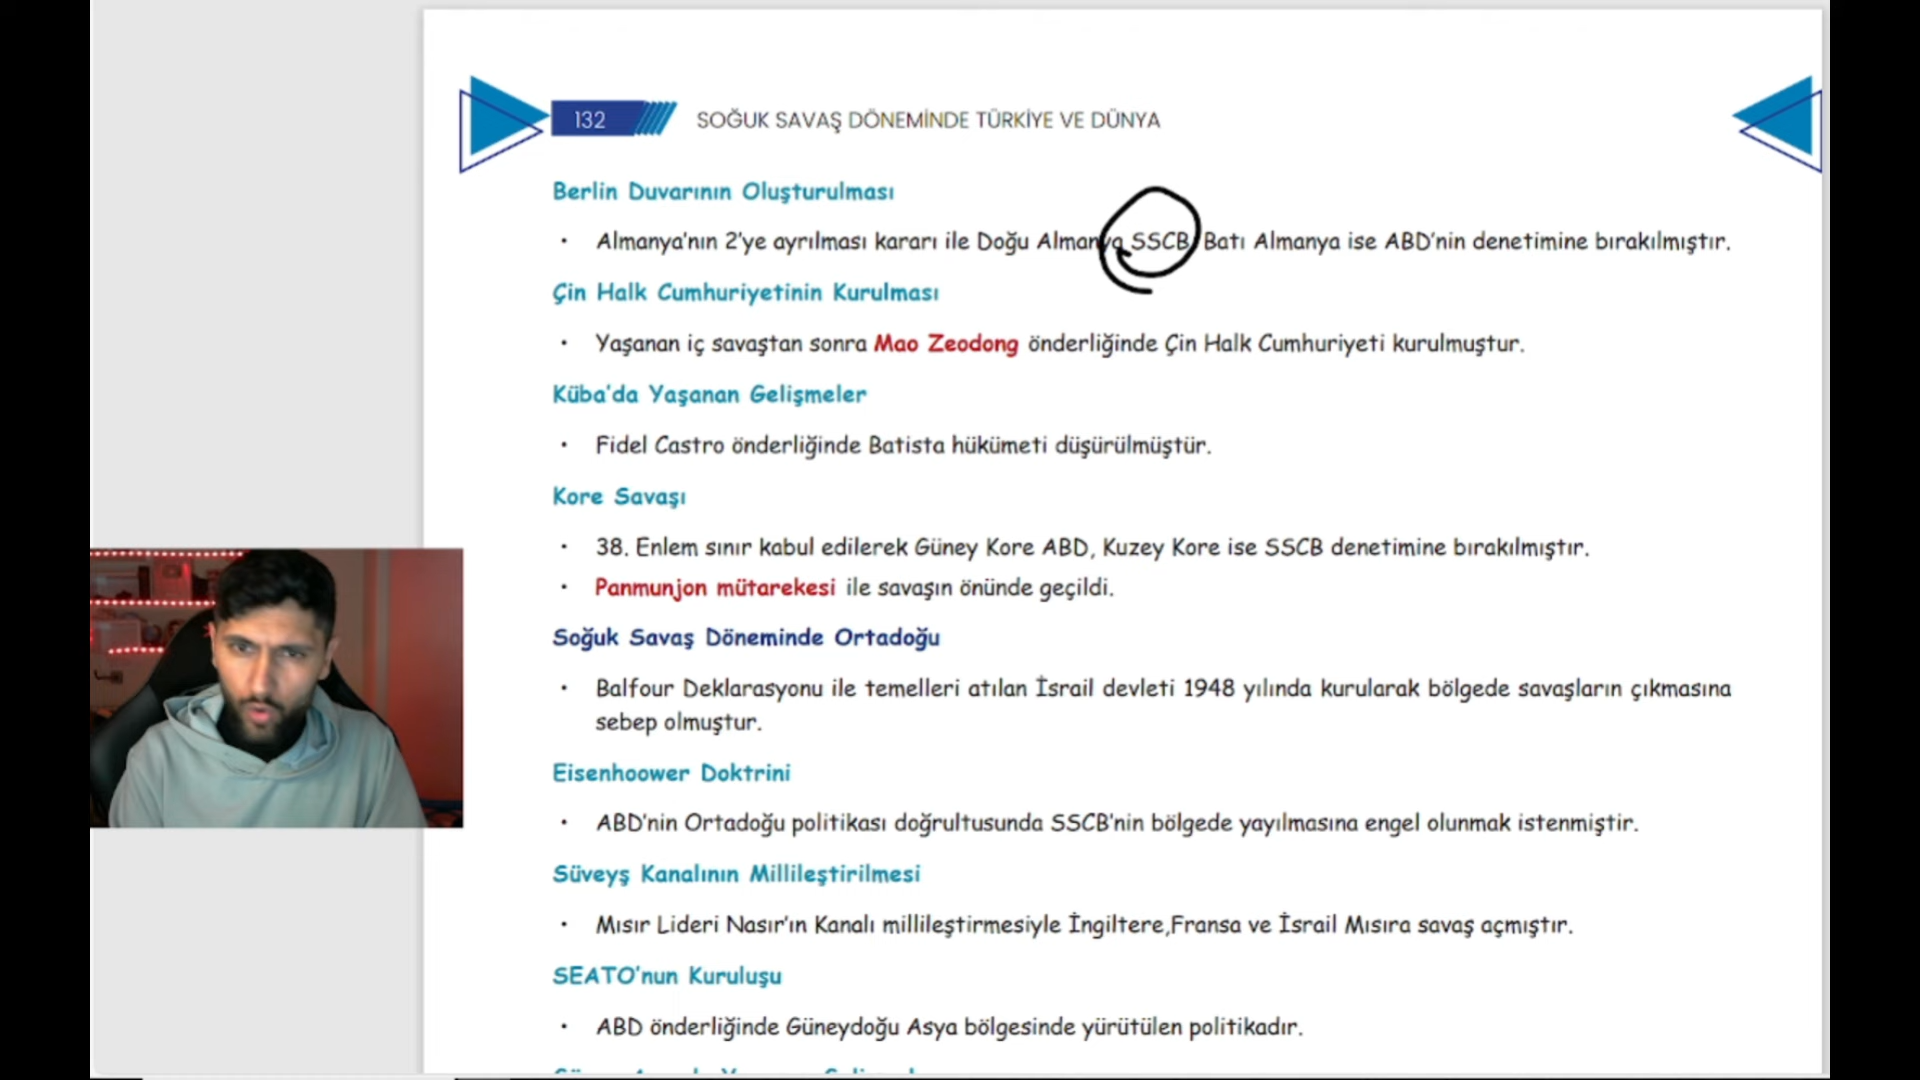 132 SOĞUK SAVAŞ DÖNEMİNDE TÜRKİYE VE DÜNYA
Berlin Duvarının Oluşturulması
• Almanya'nın 2'ye ayrılması kararı ile Doğu Almanya SSCB, Batı Almanya ise ABD'nin denetimine bırakılmıştır.
Çin Halk Cumhuriyetinin Kurulması
• Yaşanan iç savaştan sonra Mao Zeodong önderliğinde Çin Halk Cumhuriyeti kurulmuştur.
Küba'da Yaşanan Gelişmeler
• Fidel Castro önderliğinde Batista hükümeti düşürülmüştür.
Kore Savaşı
• 38. Enlem sınır kabul edilerek Güney Kore ABD, Kuzey Kore ise SSCB denetimine bırakılmıştır.
• Panmunjon mütarekesi ile savaşın önünde geçildi.
Soğuk Savaş Döneminde Ortadoğu
• Balfour Deklarasyonu ile temelleri atılan İsrail devleti 1948 yılında kurularak bölgede savaşların çıkmasına
sebep olmuştur.
Eisenhoower Doktrini
• ABD'nin Ortadoğu politikası doğrultusunda SSCB'nin bölgede yayılmasına engel olunmak istenmiştir.
Süveyş Kanalının Millileştirilmesi
• Mısır Lideri Nasır'ın Kanalı millileştirmesiyle İngiltere,Fransa ve İsrail Mısıra savaş açmıştır.
SEATO'nun Kuruluşu
• ABD önderliğinde Güneydoğu Asya bölgesinde yürütülen politikadır.